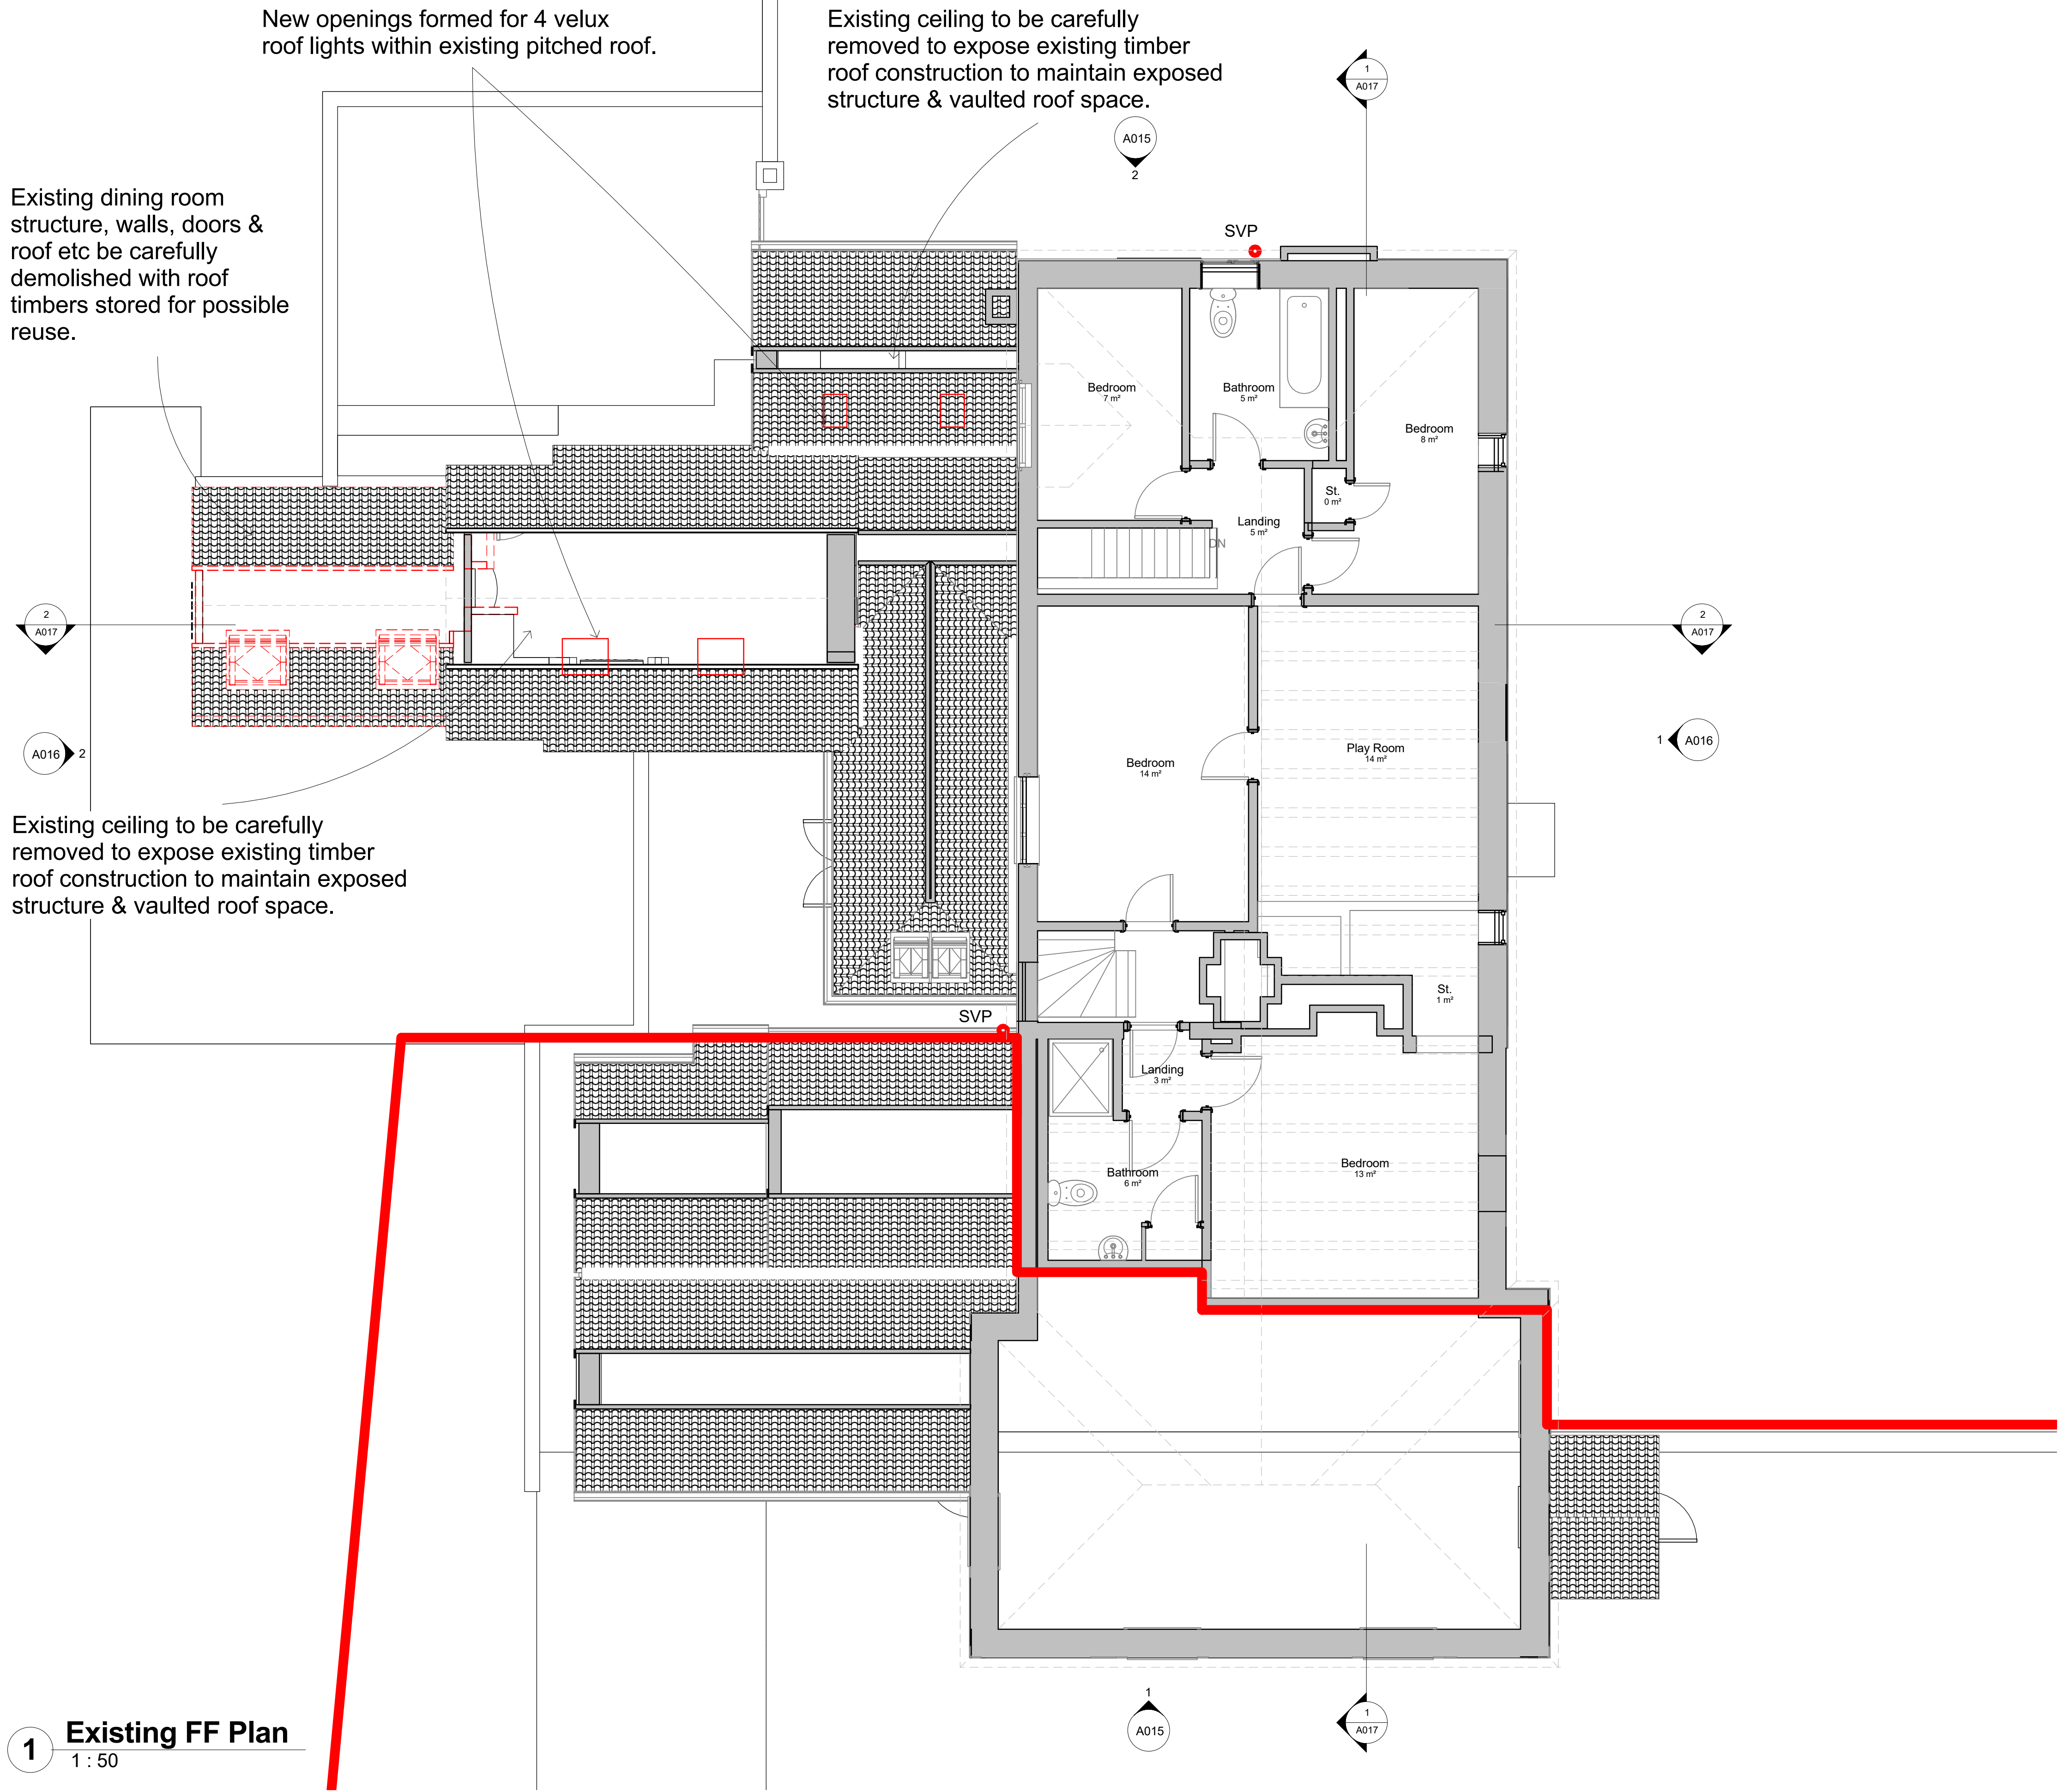 New openings formed for 4 velux
roof lights within existing pitched roof.
Existing ceiling to be carefully
removed to expose existing timber
roof construction to maintain exposed
structure & vaulted roof space.
1
A017
A015
2
Existing dining room
structure, walls, doors &
roof etc be carefully
demolished with roof
timbers stored for possible
reuse.
SVP
Bedroom
7 m²
Bathroom
5 m²
Bedroom
8 m²
St.
0 m²
Landing
5 m²
DN
2
A017
2
A017
A016
2
Bedroom
14 m²
Play Room
14 m²
1
A016
Existing ceiling to be carefully
removed to expose existing timber
roof construction to maintain exposed
structure & vaulted roof space.
St.
1 m²
SVP
Landing
3 m²
Bathroom
6 m²
Bedroom
13 m²
1
A015
1
A017
1
Existing FF Plan
1 : 50